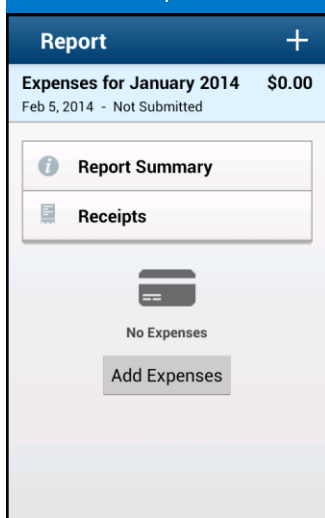 Report +
Expenses for January 2014 $0.00
Feb 5, 2014 - Not Submitted
Report Summary
Receipts
No Expenses
Add Expenses